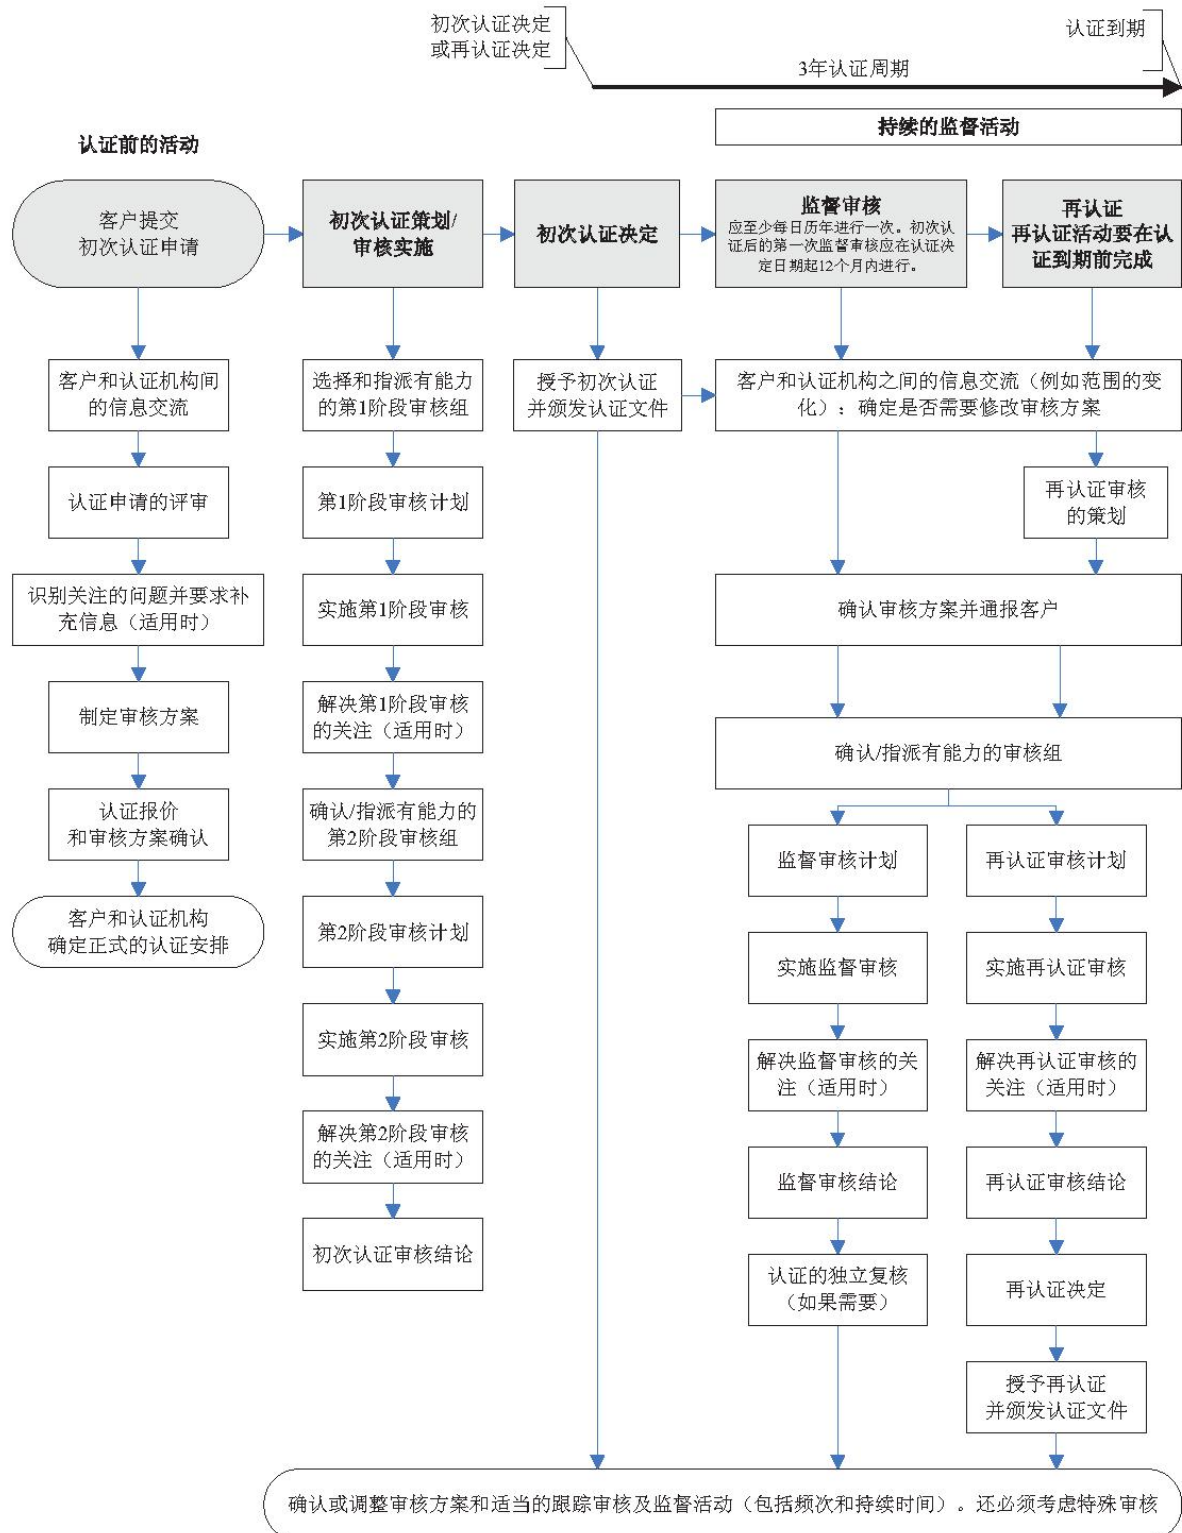 初次认证决定
或再认证决定
认证到期
3年认证周期
持续的监督活动
认证前的活动
客户提交
初次认证申请
初次认证策划/
审核实施
初次认证决定
监督审核
应至少每日历年进行一次。初次认
证后的第一次监督审核应在认证决
定日期起12个月内进行。
再认证
再认证活动要在认
证到期前完成
客户和认证机构间
的信息交流
认证申请的评审
识别关注的问题并要求补
充信息（适用时）
制定审核方案
认证报价
和审核方案确认
客户和认证机构
确定正式的认证安排
选择和指派有能力
的第1阶段审核组
第1阶段审核计划
实施第1阶段审核
解决第1阶段审核
的关注（适用时）
确认/指派有能力的
第2阶段审核组
第2阶段审核计划
实施第2阶段审核
解决第2阶段审核
的关注（适用时）
初次认证审核结论
授予初次认证
并颁发认证文件
客户和认证机构之间的信息交流（例如范围的变
化）：确定是否需要修改审核方案
再认证审核
的策划
确认审核方案并通报客户
确认/指派有能力的审核组
监督审核计划
实施监督审核
解决监督审核的关
注（适用时）
监督审核结论
认证的独立复核
（如果需要）
再认证审核计划
实施再认证审核
解决再认证审核的
关注（适用时）
再认证审核结论
再认证决定
授予再认证
并颁发认证文件
确认或调整审核方案和适当的跟踪审核及监督活动（包括频次和持续时间）。还必须考虑特殊审核